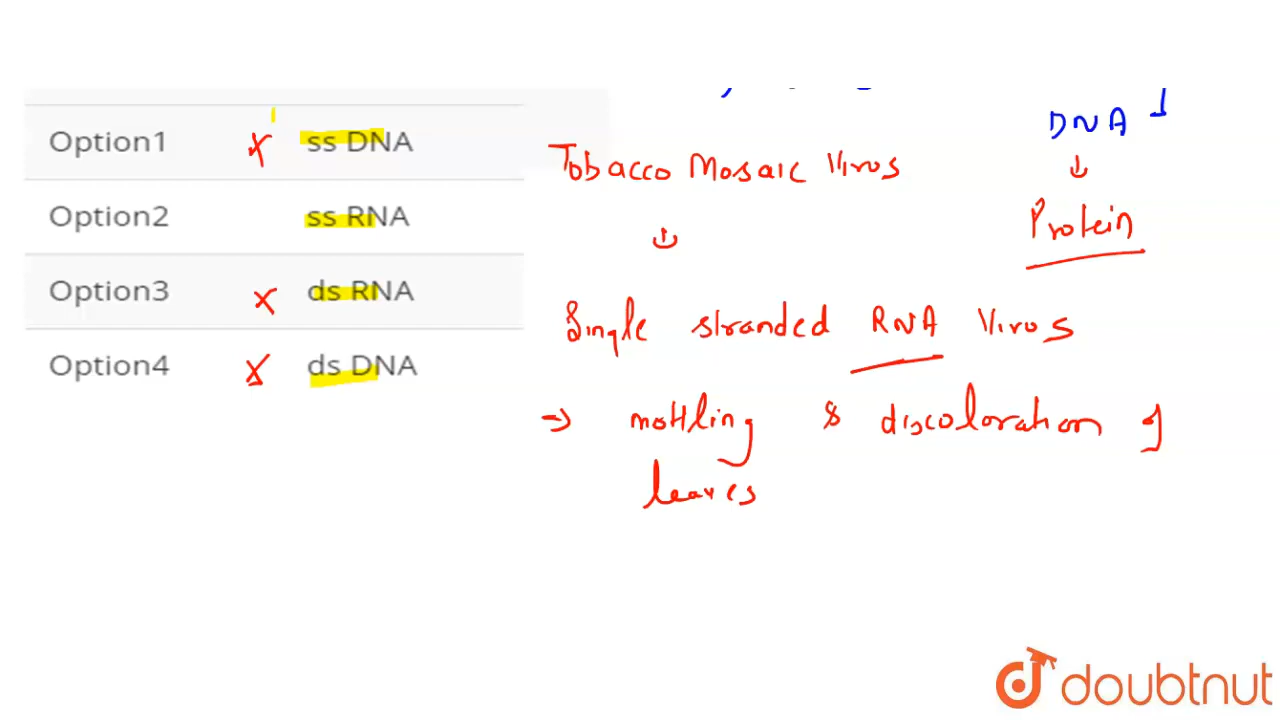 Option1 x ss DNA
Option2 ss RNA
Option3 x ds RNA
Option4 x ds DNA
DNA
Tobacco Mosaic Virus
Protein
Single stranded RNA Virus
⇒ mottling & discoloration of
leaves
doubtnut